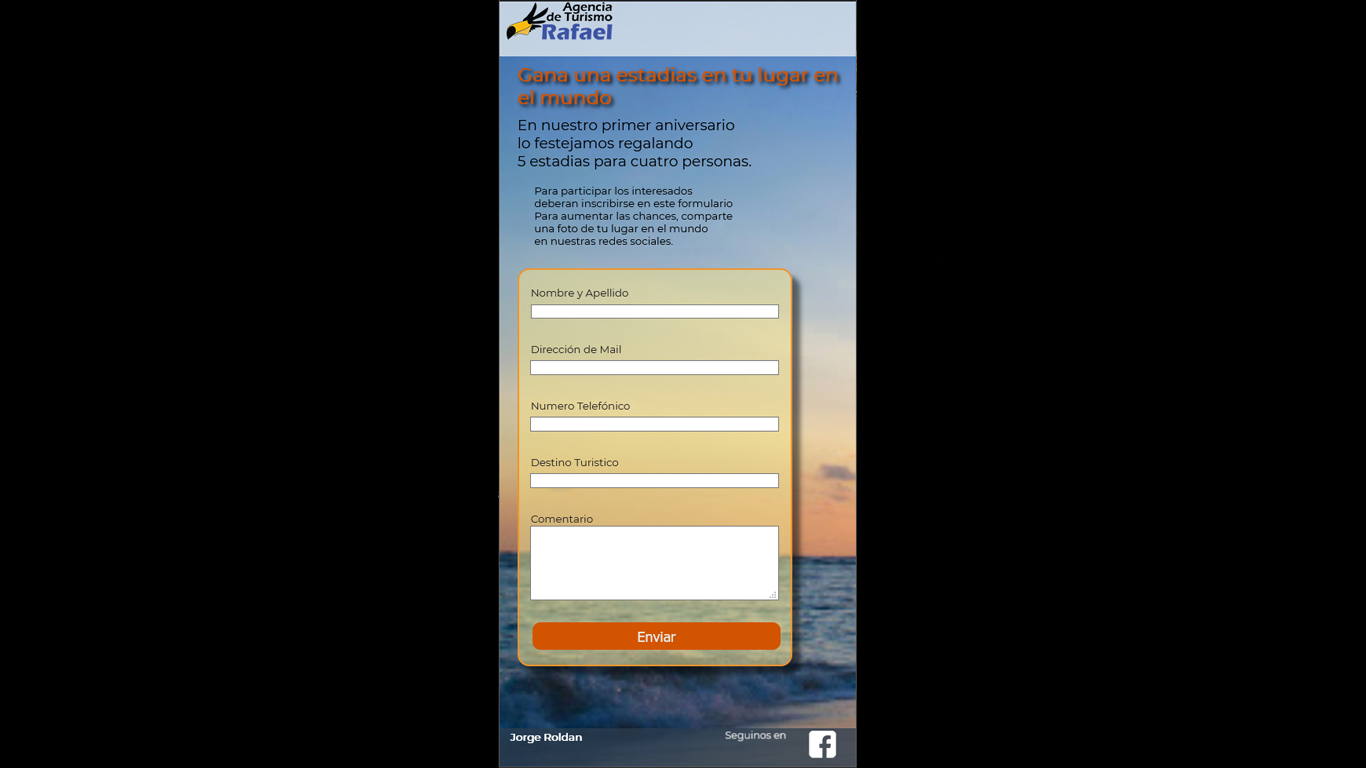 Agencia
de Turismo
Rafael
Gana una estadias en tu lugar en
el mundo
En nuestro primer aniversario
lo festejamos regalando
5 estadias para cuatro personas.
Para participar los interesados
deberan inscribirse en este formulario
Para aumentar las chances, comparte
una foto de tu lugar en el mundo
en nuestras redes sociales.
Nombre y Apellido
Dirección de Mail
Numero Telefónico
Destino Turistico
Comentario
Enviar
Jorge Roldan
Seguinos en